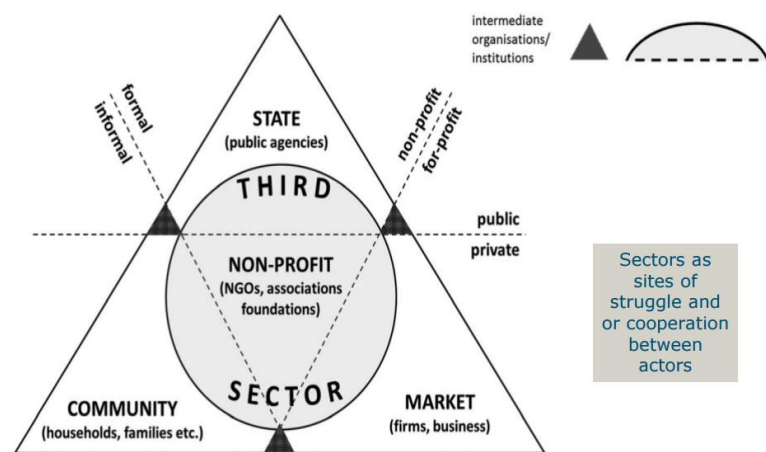 intermediate
organisations/
institutions
formal
informal
STATE
(public agencies)
non-profit
for-profit
THIRD
public
private
NON-PROFIT
(NGOs, associations
foundations)
Sectors as
sites of
struggle and
or cooperation
between
actors
SECTOR
COMMUNITY
(households, families etc.)
MARKET
(firms, business)